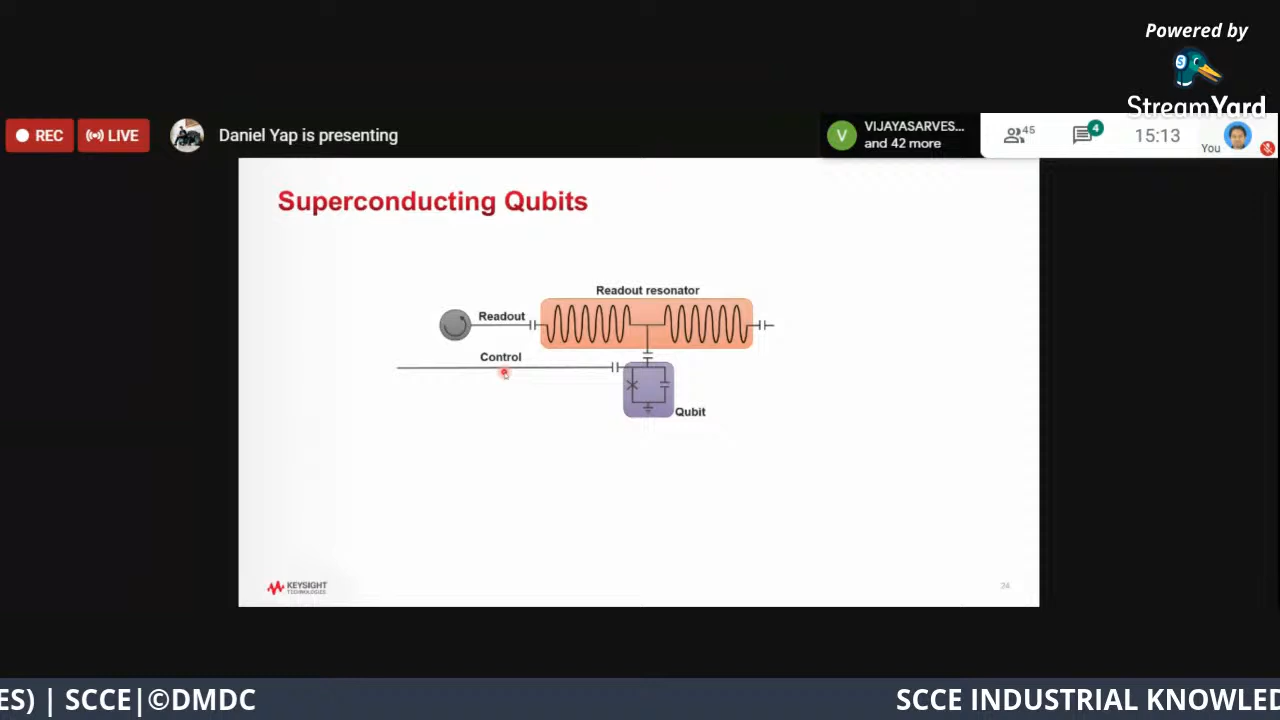 Powered by
StreamYard
REC
LIVE
Daniel Yap is presenting
V
VIJAYASARVES...
and 42 more
45
4
15:13
You
Superconducting Qubits
Readout resonator
Readout
Control
Qubit
KEYSIGHT
TECHNOLOGIES
24
ES) | SCCE|©DMDC
SCCE INDUSTRIAL KNOWLED